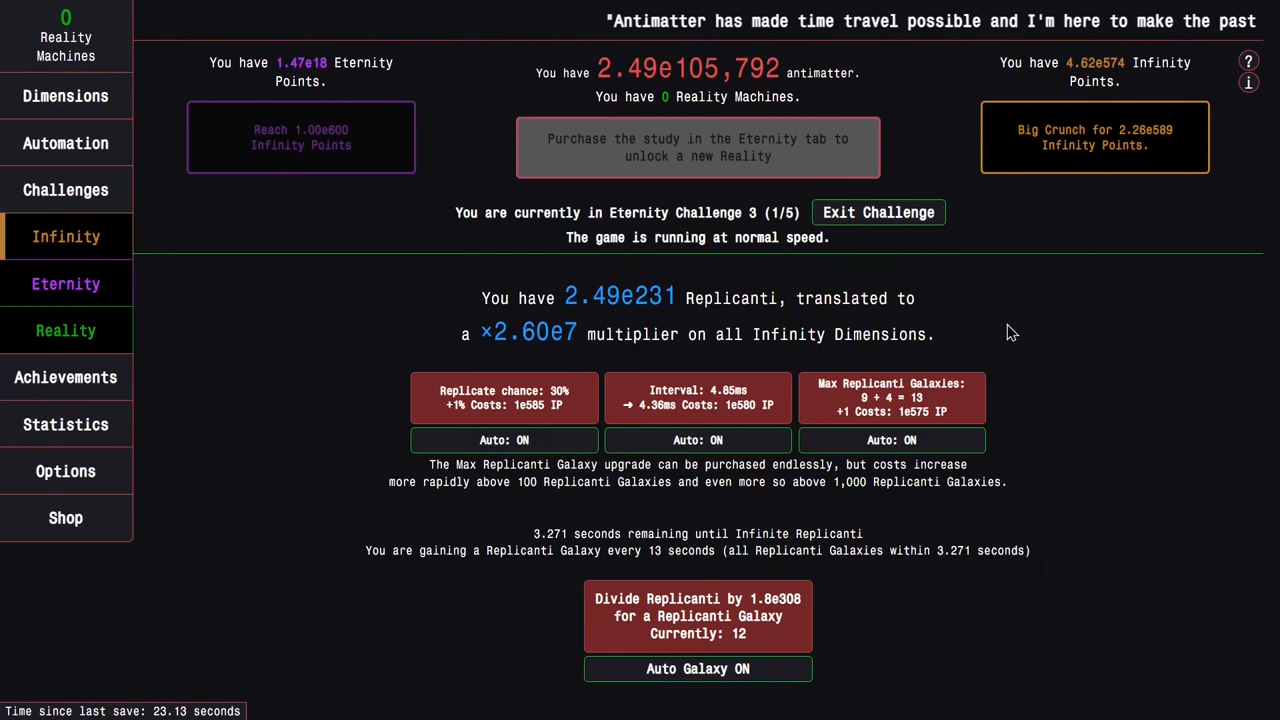 0
Reality
Machines
Dimensions
Automation
Challenges
Infinity
Eternity
Reality
Achievements
Statistics
Options
Shop
"Antimatter has made time travel possible and I'm here to make the past
You have 1.47e18 Eternity
Points.
Reach 1.00e600
Infinity Points
You have 2.49e105,792 antimatter.
You have 0 Reality Machines.
Purchase the study in the Eternity tab to
unlock a new Reality
You have 4.62e574 Infinity
Points.
Big Crunch for 2.26e589
Infinity Points.
?
i
You are currently in Eternity Challenge 3 (1/5) Exit Challenge
The game is running at normal speed.
You have 2.49e231 Replicanti, translated to
a ×2.60e7 multiplier on all Infinity Dimensions.
Replicate chance: 30%
+1% Costs: 1e585 IP
Auto: ON
Interval: 4.85ms
➜ 4.36ms Costs: 1e580 IP
Auto: ON
Max Replicanti Galaxies:
9 + 4 = 13
+1 Costs: 1e575 IP
Auto: ON
The Max Replicanti Galaxy upgrade can be purchased endlessly, but costs increase
more rapidly above 100 Replicanti Galaxies and even more so above 1,000 Replicanti Galaxies.
3.271 seconds remaining until Infinite Replicanti
You are gaining a Replicanti Galaxy every 13 seconds (all Replicanti Galaxies within 3.271 seconds)
Divide Replicanti by 1.8e308
for a Replicanti Galaxy
Currently: 12
Auto Galaxy ON
Time since last save: 23.13 seconds